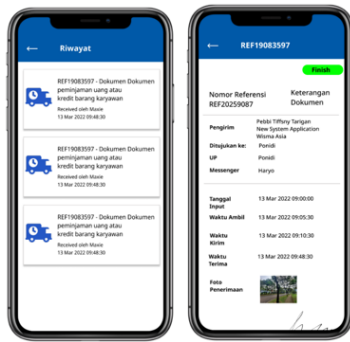 Riwayat
REF19083597 - Dokumen Dokumen
peminjaman uang atau
kredit barang karyawan
Received oleh Maxie
13 Mar 2022 09:48:30
REF19083597 - Dokumen Dokumen
peminjaman uang atau
kredit barang karyawan
Received oleh Maxie
13 Mar 2022 09:48:30
REF19083597 - Dokumen Dokumen
peminjaman uang atau
kredit barang karyawan
Received oleh Maxie
13 Mar 2022 09:48:30
REF19083597
Finish
Nomor Referensi
REF20259087
Keterangan
Dokumen
Pengirim
Pebbi Tiffany Tarigan
New System Application
Wisma Asia
Ditujukan ke: Ponidi
UP Ponidi
Messenger Haryo
Tanggal
Input
13 Mar 2022 09:00:00
Waktu Ambil 13 Mar 2022 09:05:30
Waktu
Kirim
13 Mar 2022 09:10:30
Waktu
Terima
13 Mar 2022 09:48:30
Foto
Penerimaan